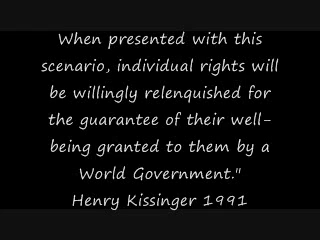 When presented with this
scenario, individual rights will
be willingly relenquished for
the guarantee of their well-
being granted to them by a
World Government."
Henry Kissinger 1991